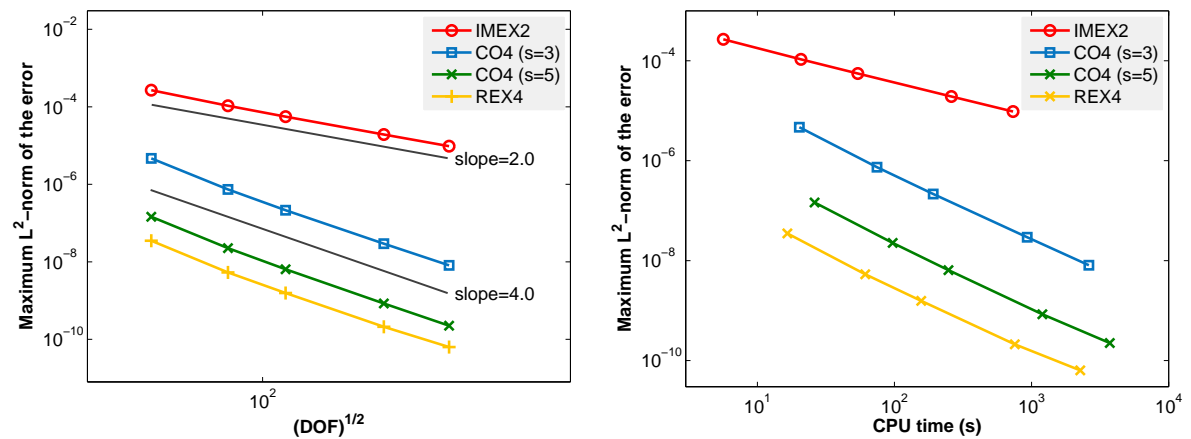 10^−2
10^−4
10^−6
10^−8
10^−10
Maximum L^2−norm of the error
IMEX2
CO4 (s=3)
CO4 (s=5)
REX4
slope=2.0
slope=4.0
10^2
(DOF)^1/2
10^−4
10^−6
10^−8
10^−10
Maximum L^2−norm of the error
IMEX2
CO4 (s=3)
CO4 (s=5)
REX4
10^1
10^2
10^3
10^4
CPU time (s)